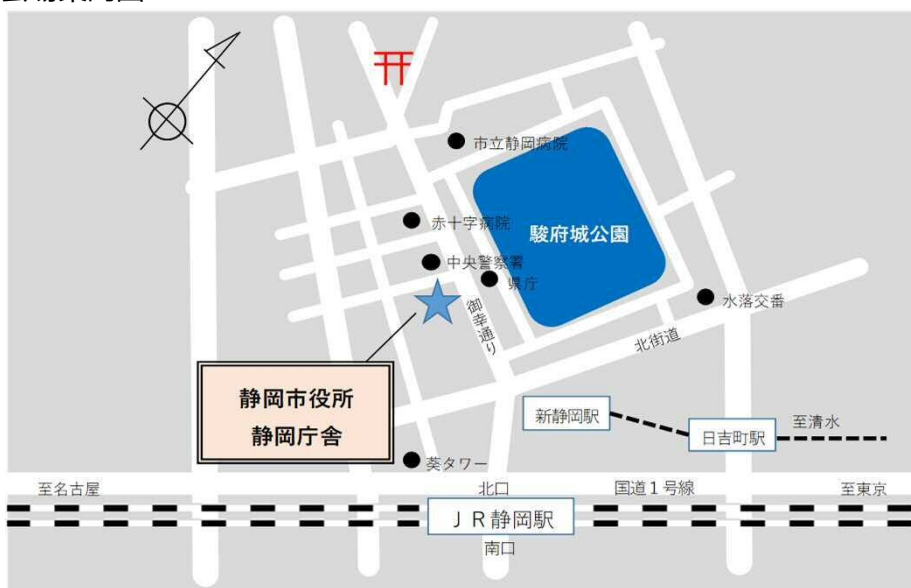 市立静岡病院
赤十字病院
駿府城公園
中央警察署
県庁
水落交番
御幸通り
北街道
静岡市役所
静岡庁舎
新静岡駅
日吉町駅
至清水
葵タワー
至名古屋
北口
国道1号線
至東京
JR静岡駅
南口